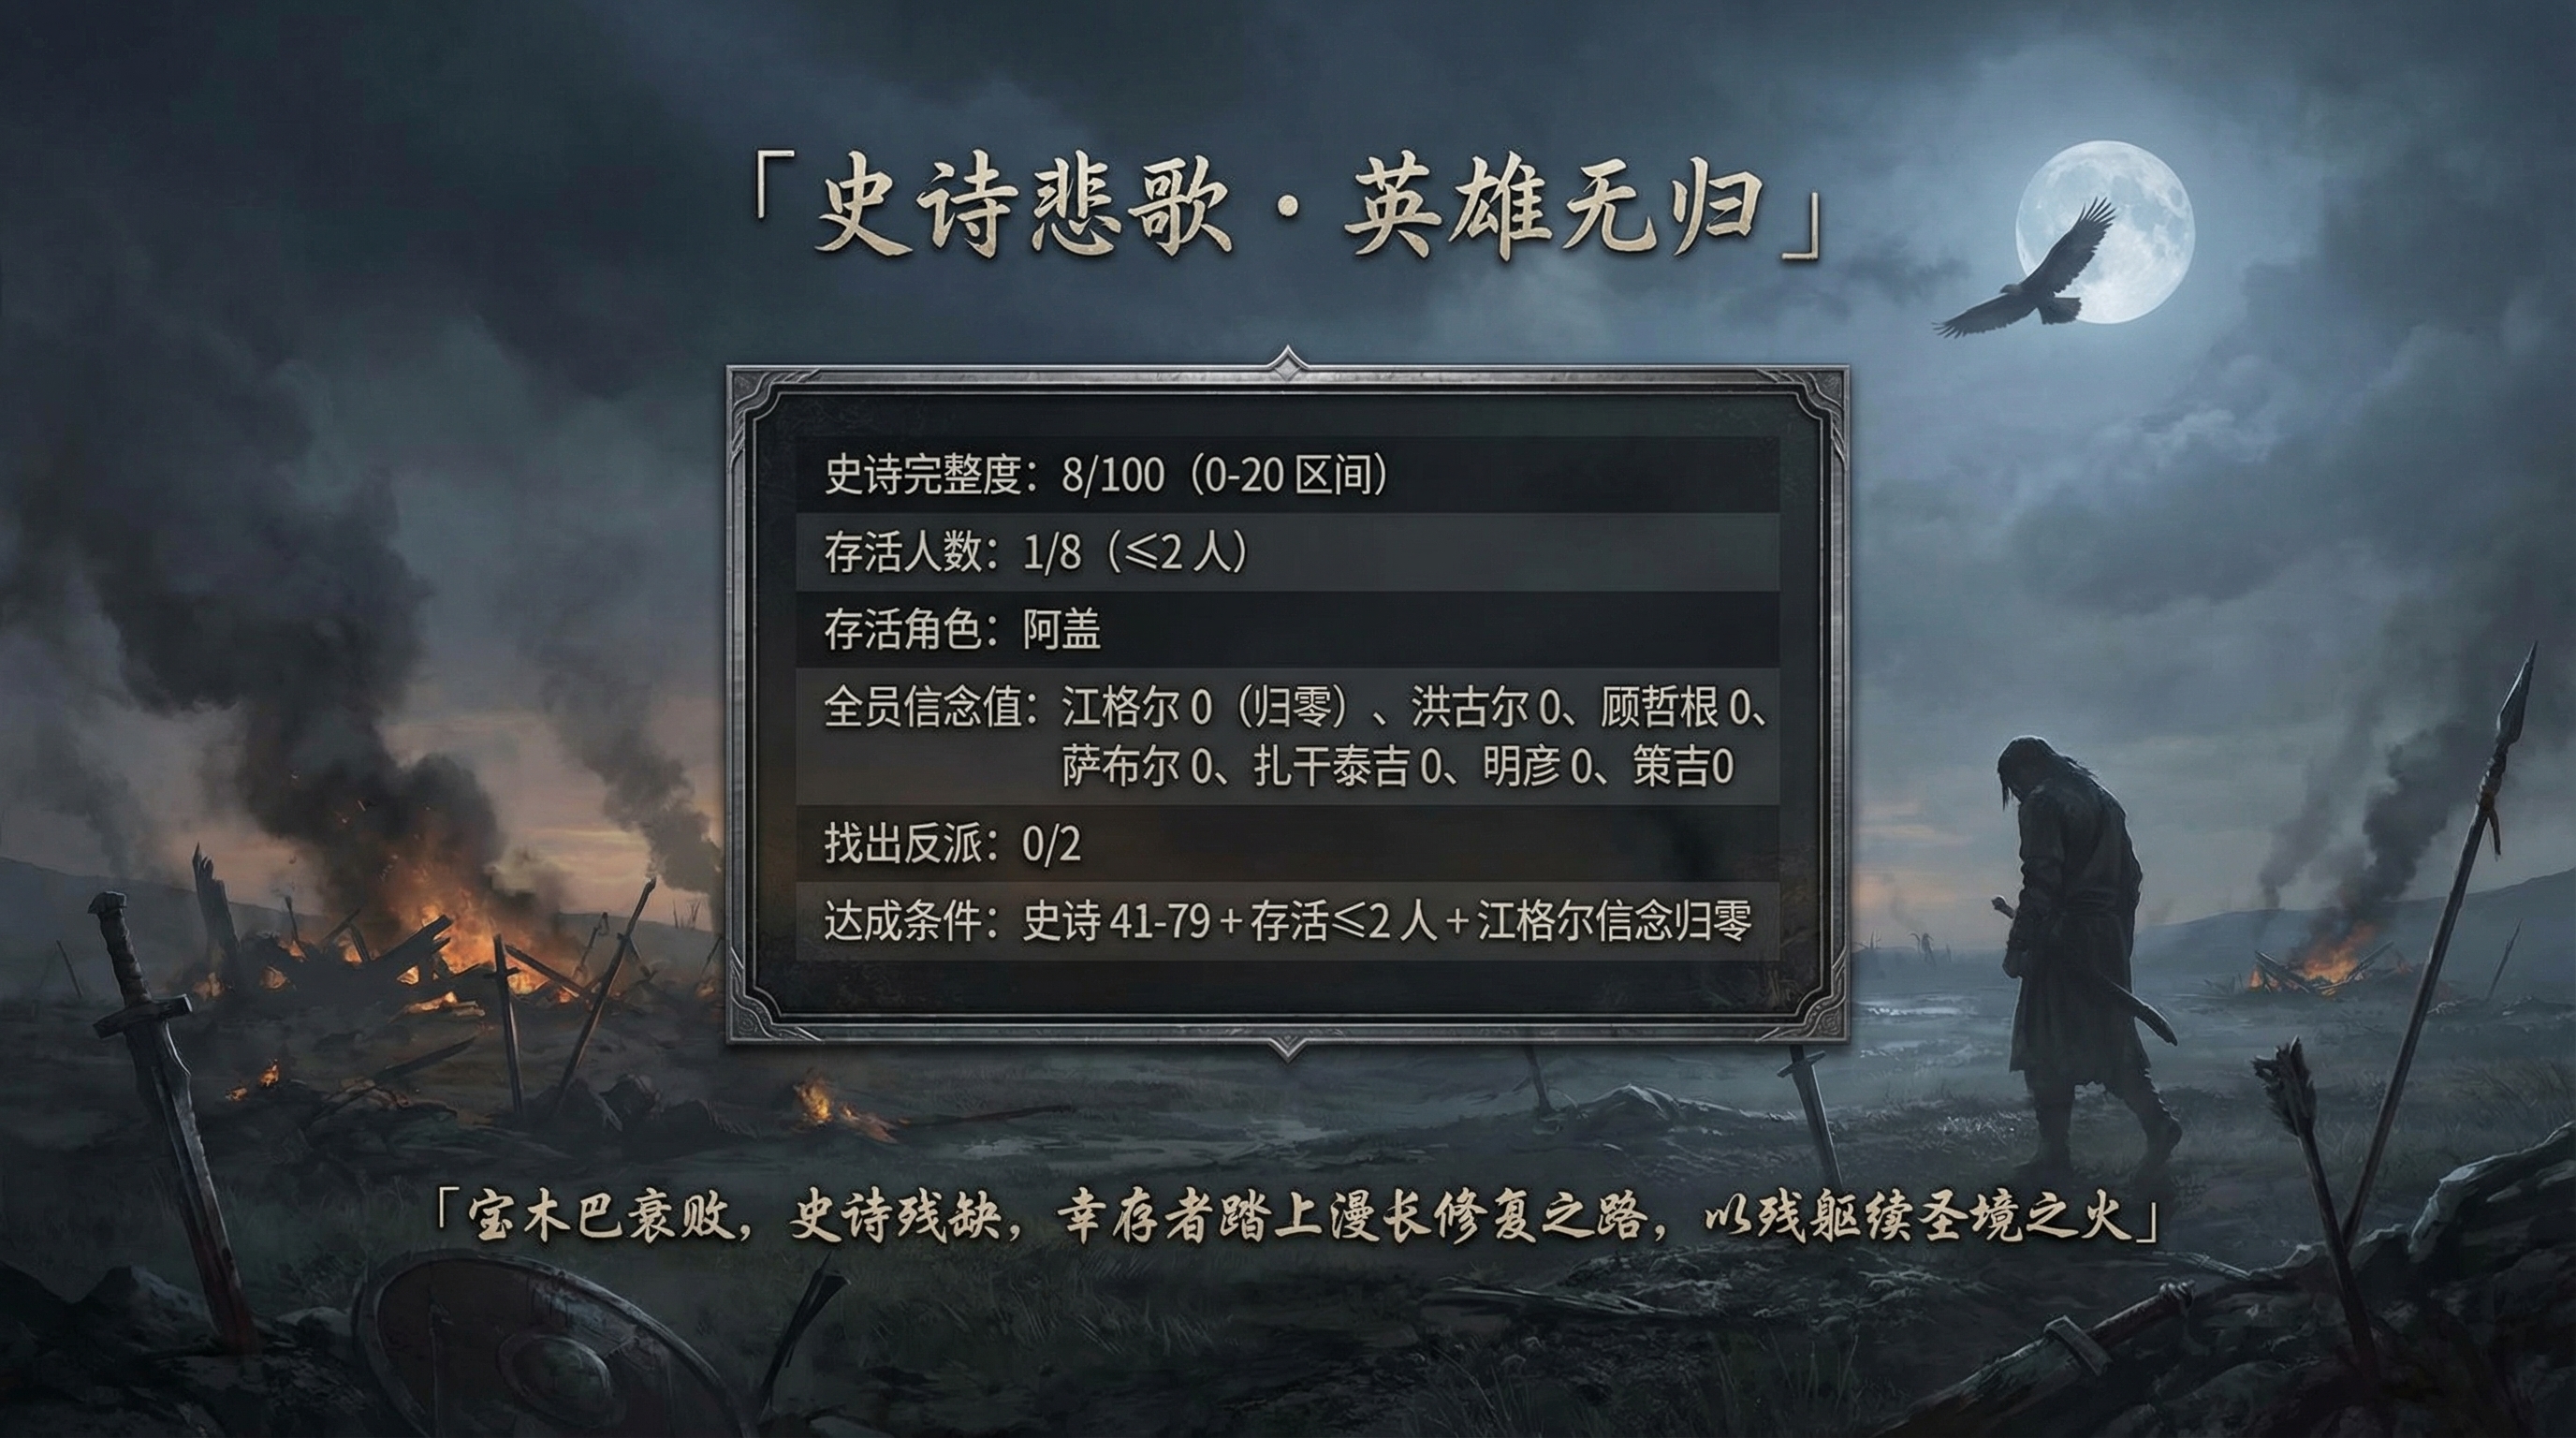 「史诗悲歌·英雄无归」
史诗完整度：8/100（0-20 区间）
存活人数：1/8（≤2 人）
存活角色：阿盖
全员信念值：江格尔 0（归零）、洪古尔 0、顾哲根 0、
萨布尔 0、扎干泰吉 0、明彦 0、策吉0
找出反派：0/2
达成条件：史诗 41-79 + 存活≤2 人 + 江格尔信念归零
「宝木巴衰败，史诗残缺，幸存者踏上漫长修复之路，以残躯续圣境之火」